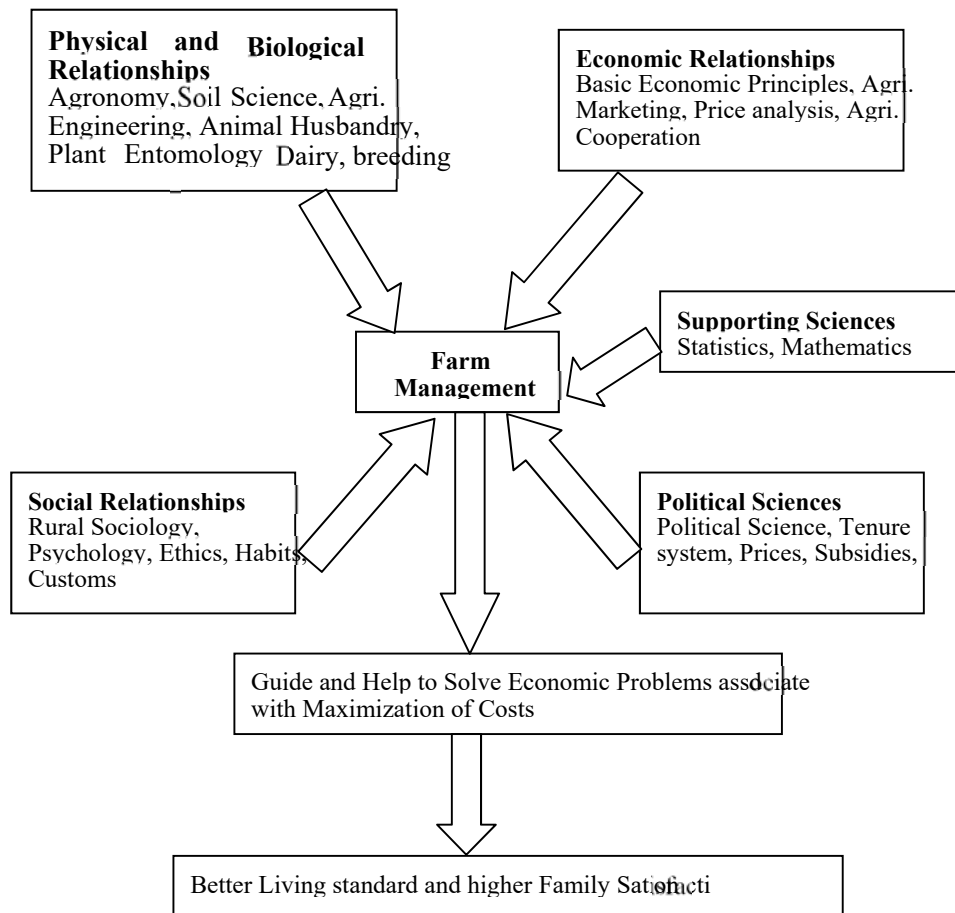 Physical and Biological
Relationships
Agronomy, Soil Science, Agri.
Engineering, Animal Husbandry,
Plant Entomology Dairy, breeding
Economic Relationships
Basic Economic Principles, Agri.
Marketing, Price analysis, Agri.
Cooperation
Supporting Sciences
Statistics, Mathematics
Farm
Management
Social Relationships
Rural Sociology,
Psychology, Ethics, Habits,
Customs
Political Sciences
Political Science, Tenure
system, Prices, Subsidies,
Guide and Help to Solve Economic Problems associate
with Maximization of Costs
Better Living standard and higher Family Satisfacti